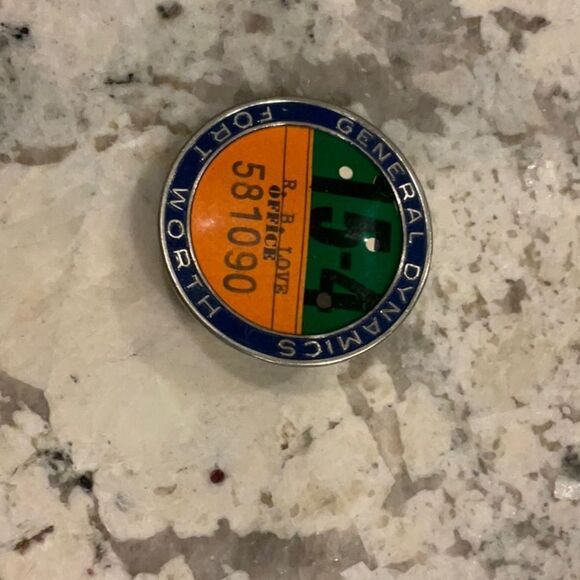 GENERAL DYNAMICS
15-4
R. B. LOVE
OFFICE
581090
FORT WORTH